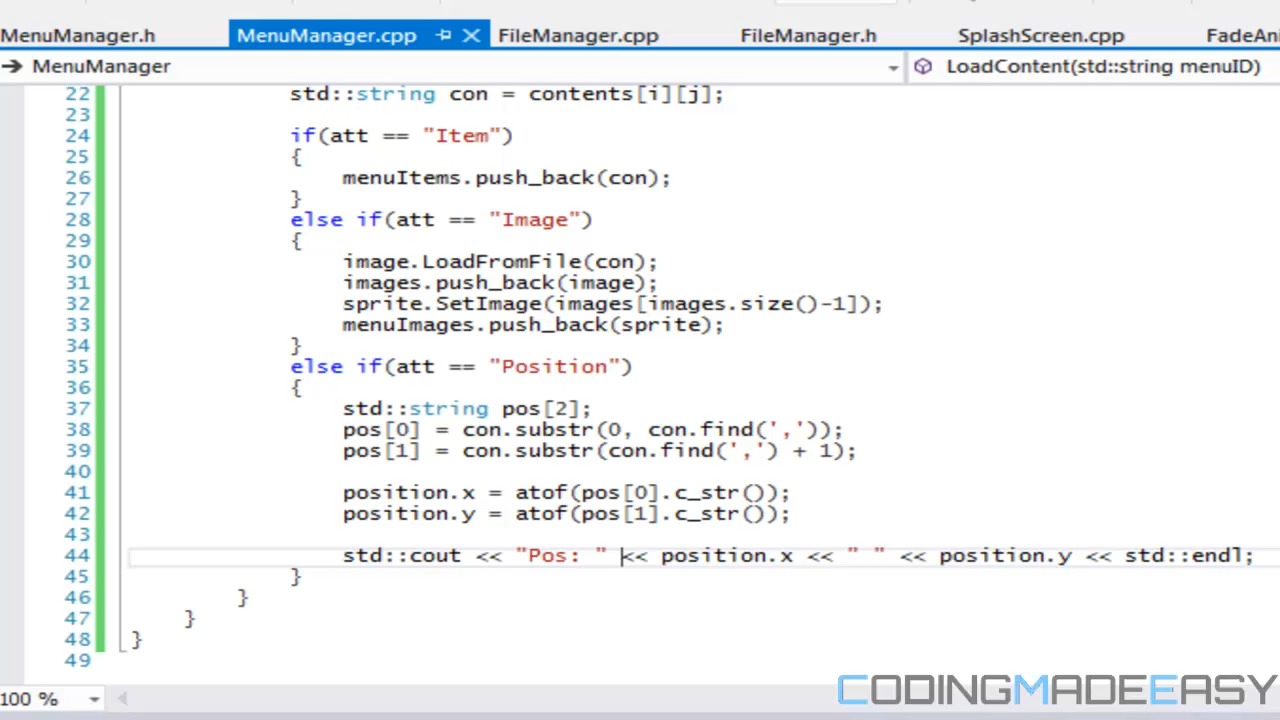 MenuManager.h MenuManager.cpp FileManager.cpp FileManager.h SplashScreen.cpp FadeAni
MenuManager LoadContent(std::string menuID)
22 std::string con = contents[i][j];
23
24 if(att == "Item")
25 {
26 menuItems.push_back(con);
27 }
28 else if(att == "Image")
29 {
30 image.LoadFromFile(con);
31 images.push_back(image);
32 sprite.SetImage(images[images.size()-1]);
33 menuImages.push_back(sprite);
34 }
35 else if(att == "Position")
36 {
37 std::string pos[2];
38 pos[0] = con.substr(0, con.find(','));
39 pos[1] = con.substr(con.find(',') + 1);
40
41 position.x = atof(pos[0].c_str());
42 position.y = atof(pos[1].c_str());
43
44 std::cout << "Pos: " << position.x << " " << position.y << std::endl;
45 }
46 }
47 }
48 }
49
100 %
CODINGMADEEASY